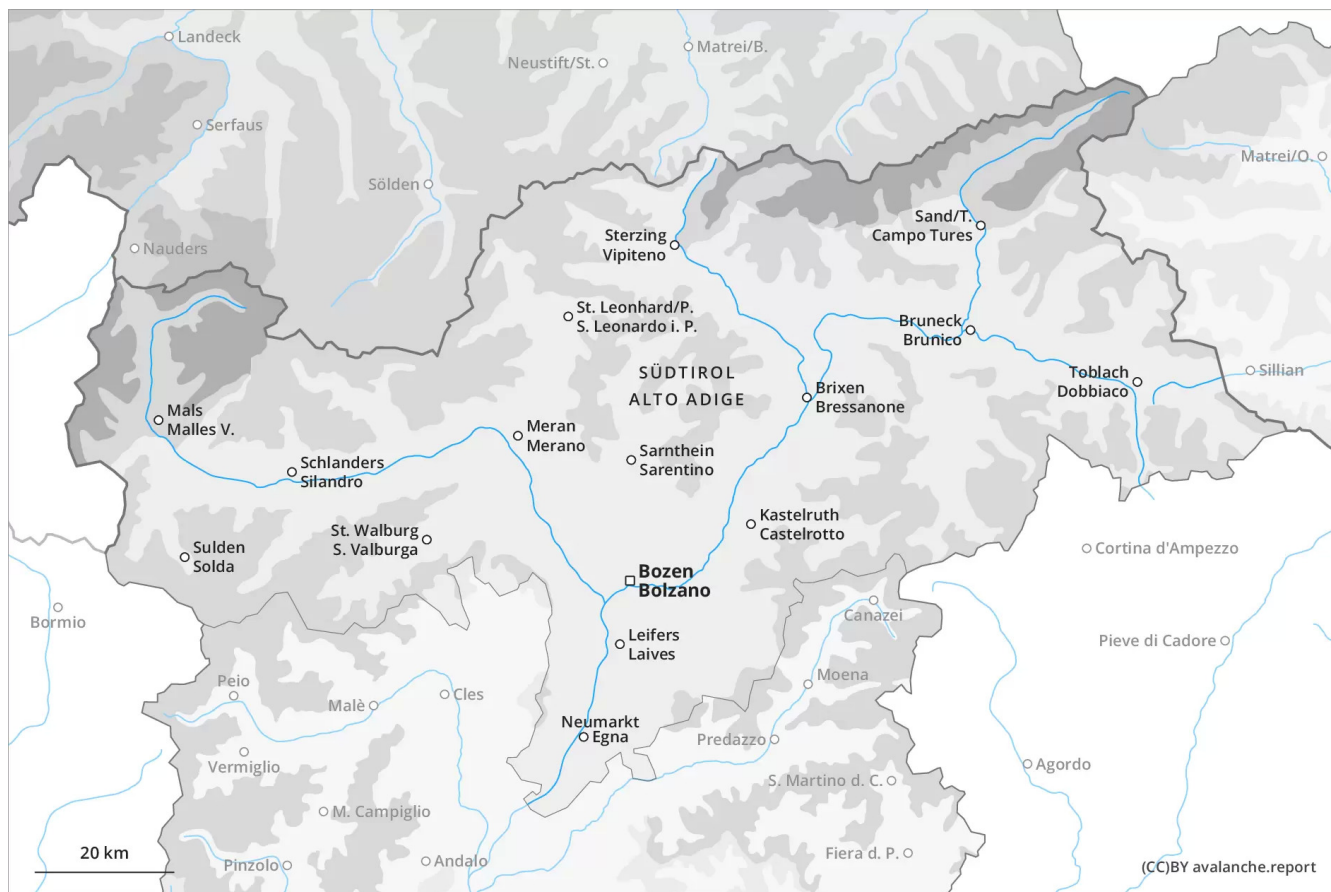 Landeck
Matrei/B.
Neustift/St.
Serfaus
Matrei/O.
Sölden
Sand/T.
Campo Tures
Nauders
Sterzing
Vipiteno
St. Leonhard/P.
S. Leonardo i. P.
Bruneck
Brunico
SÜDTIROL
ALTO ADIGE
Toblach
Dobbiaco
Sillian
Brixen
Bressanone
Mals
Malles V.
Meran
Merano
Schlanders
Silandro
Sarnthein
Sarentino
St. Walburg
S. Valburga
Kastelruth
Castelrotto
Sulden
Solda
Cortina d'Ampezzo
Bozen
Bolzano
Bormio
Canazei
Leifers
Laives
Pieve di Cadore
Peio
Moena
Malè
Cles
Neumarkt
Egna
Predazzo
Vermiglio
Agordo
S. Martino d. C.
M. Campiglio
20 km
Pinzolo
Andalo
Fiera d. P.
(CC)BY avalanche.report